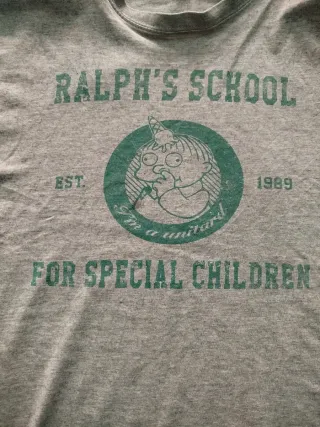 RALPH'S SCHOOL
EST. 1989
I'm a unitard
FOR SPECIAL CHILDREN